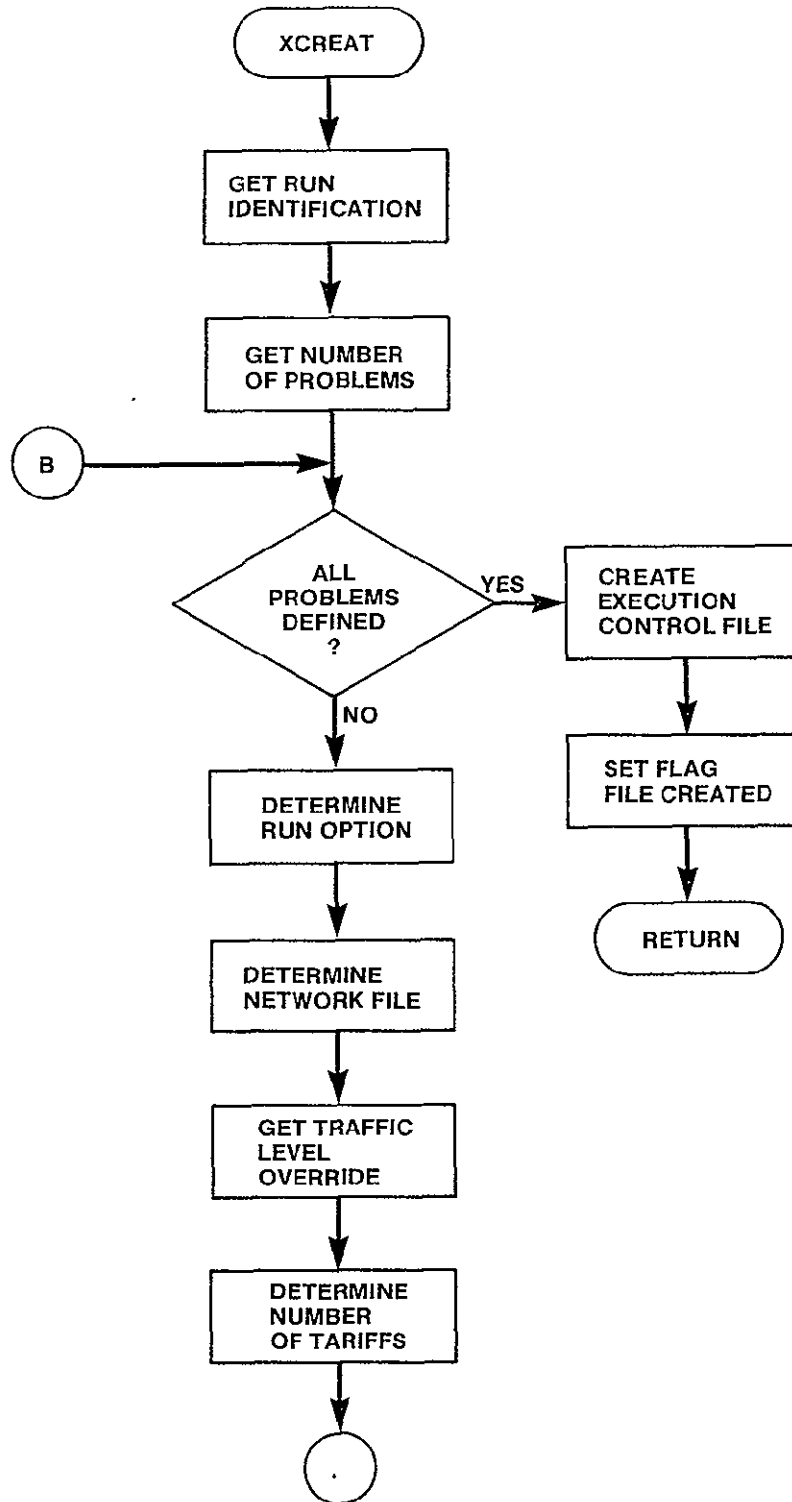 XCREAT
GET RUN
IDENTIFICATION
GET NUMBER
OF PROBLEMS
B
ALL
PROBLEMS
DEFINED
?
YES
CREATE
EXECUTION
CONTROL FILE
NO
SET FLAG
FILE CREATED
DETERMINE
RUN OPTION
RETURN
DETERMINE
NETWORK FILE
GET TRAFFIC
LEVEL
OVERRIDE
DETERMINE
NUMBER
OF TARIFFS